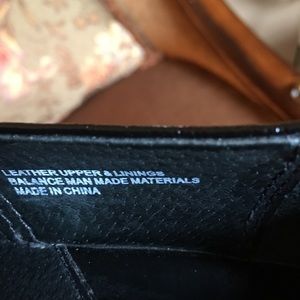 LEATHER UPPER & LININGS
BALANCE MAN MADE MATERIALS
MADE IN CHINA